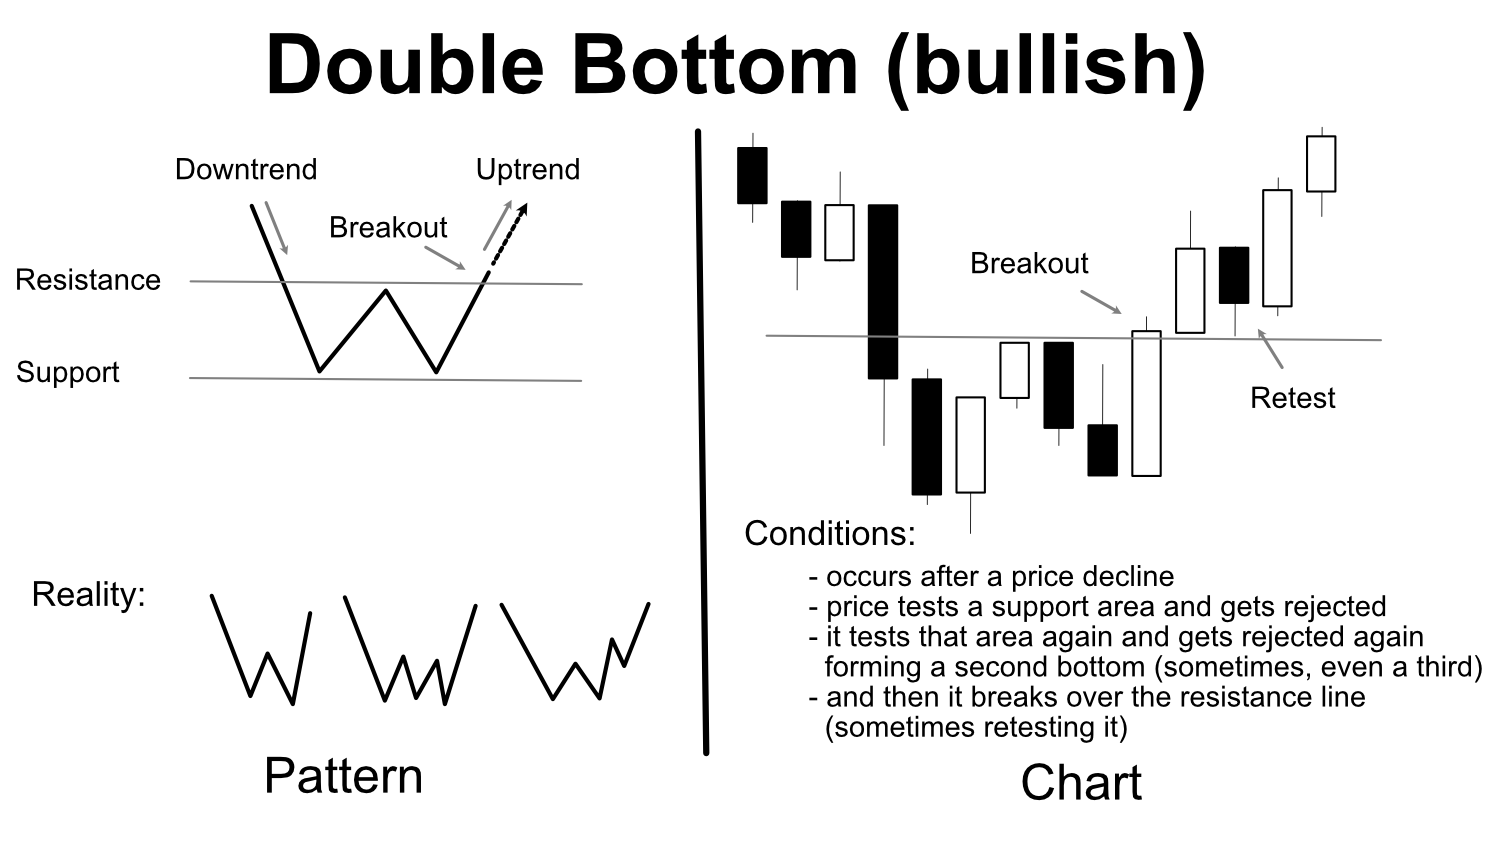 Double Bottom (bullish)
Downtrend
Uptrend
Breakout
Resistance
Support
Reality:
Pattern
Breakout
Retest
Conditions:
- occurs after a price decline
- price tests a support area and gets rejected
- it tests that area again and gets rejected again
forming a second bottom (sometimes, even a third)
- and then it breaks over the resistance line
(sometimes retesting it)
Chart